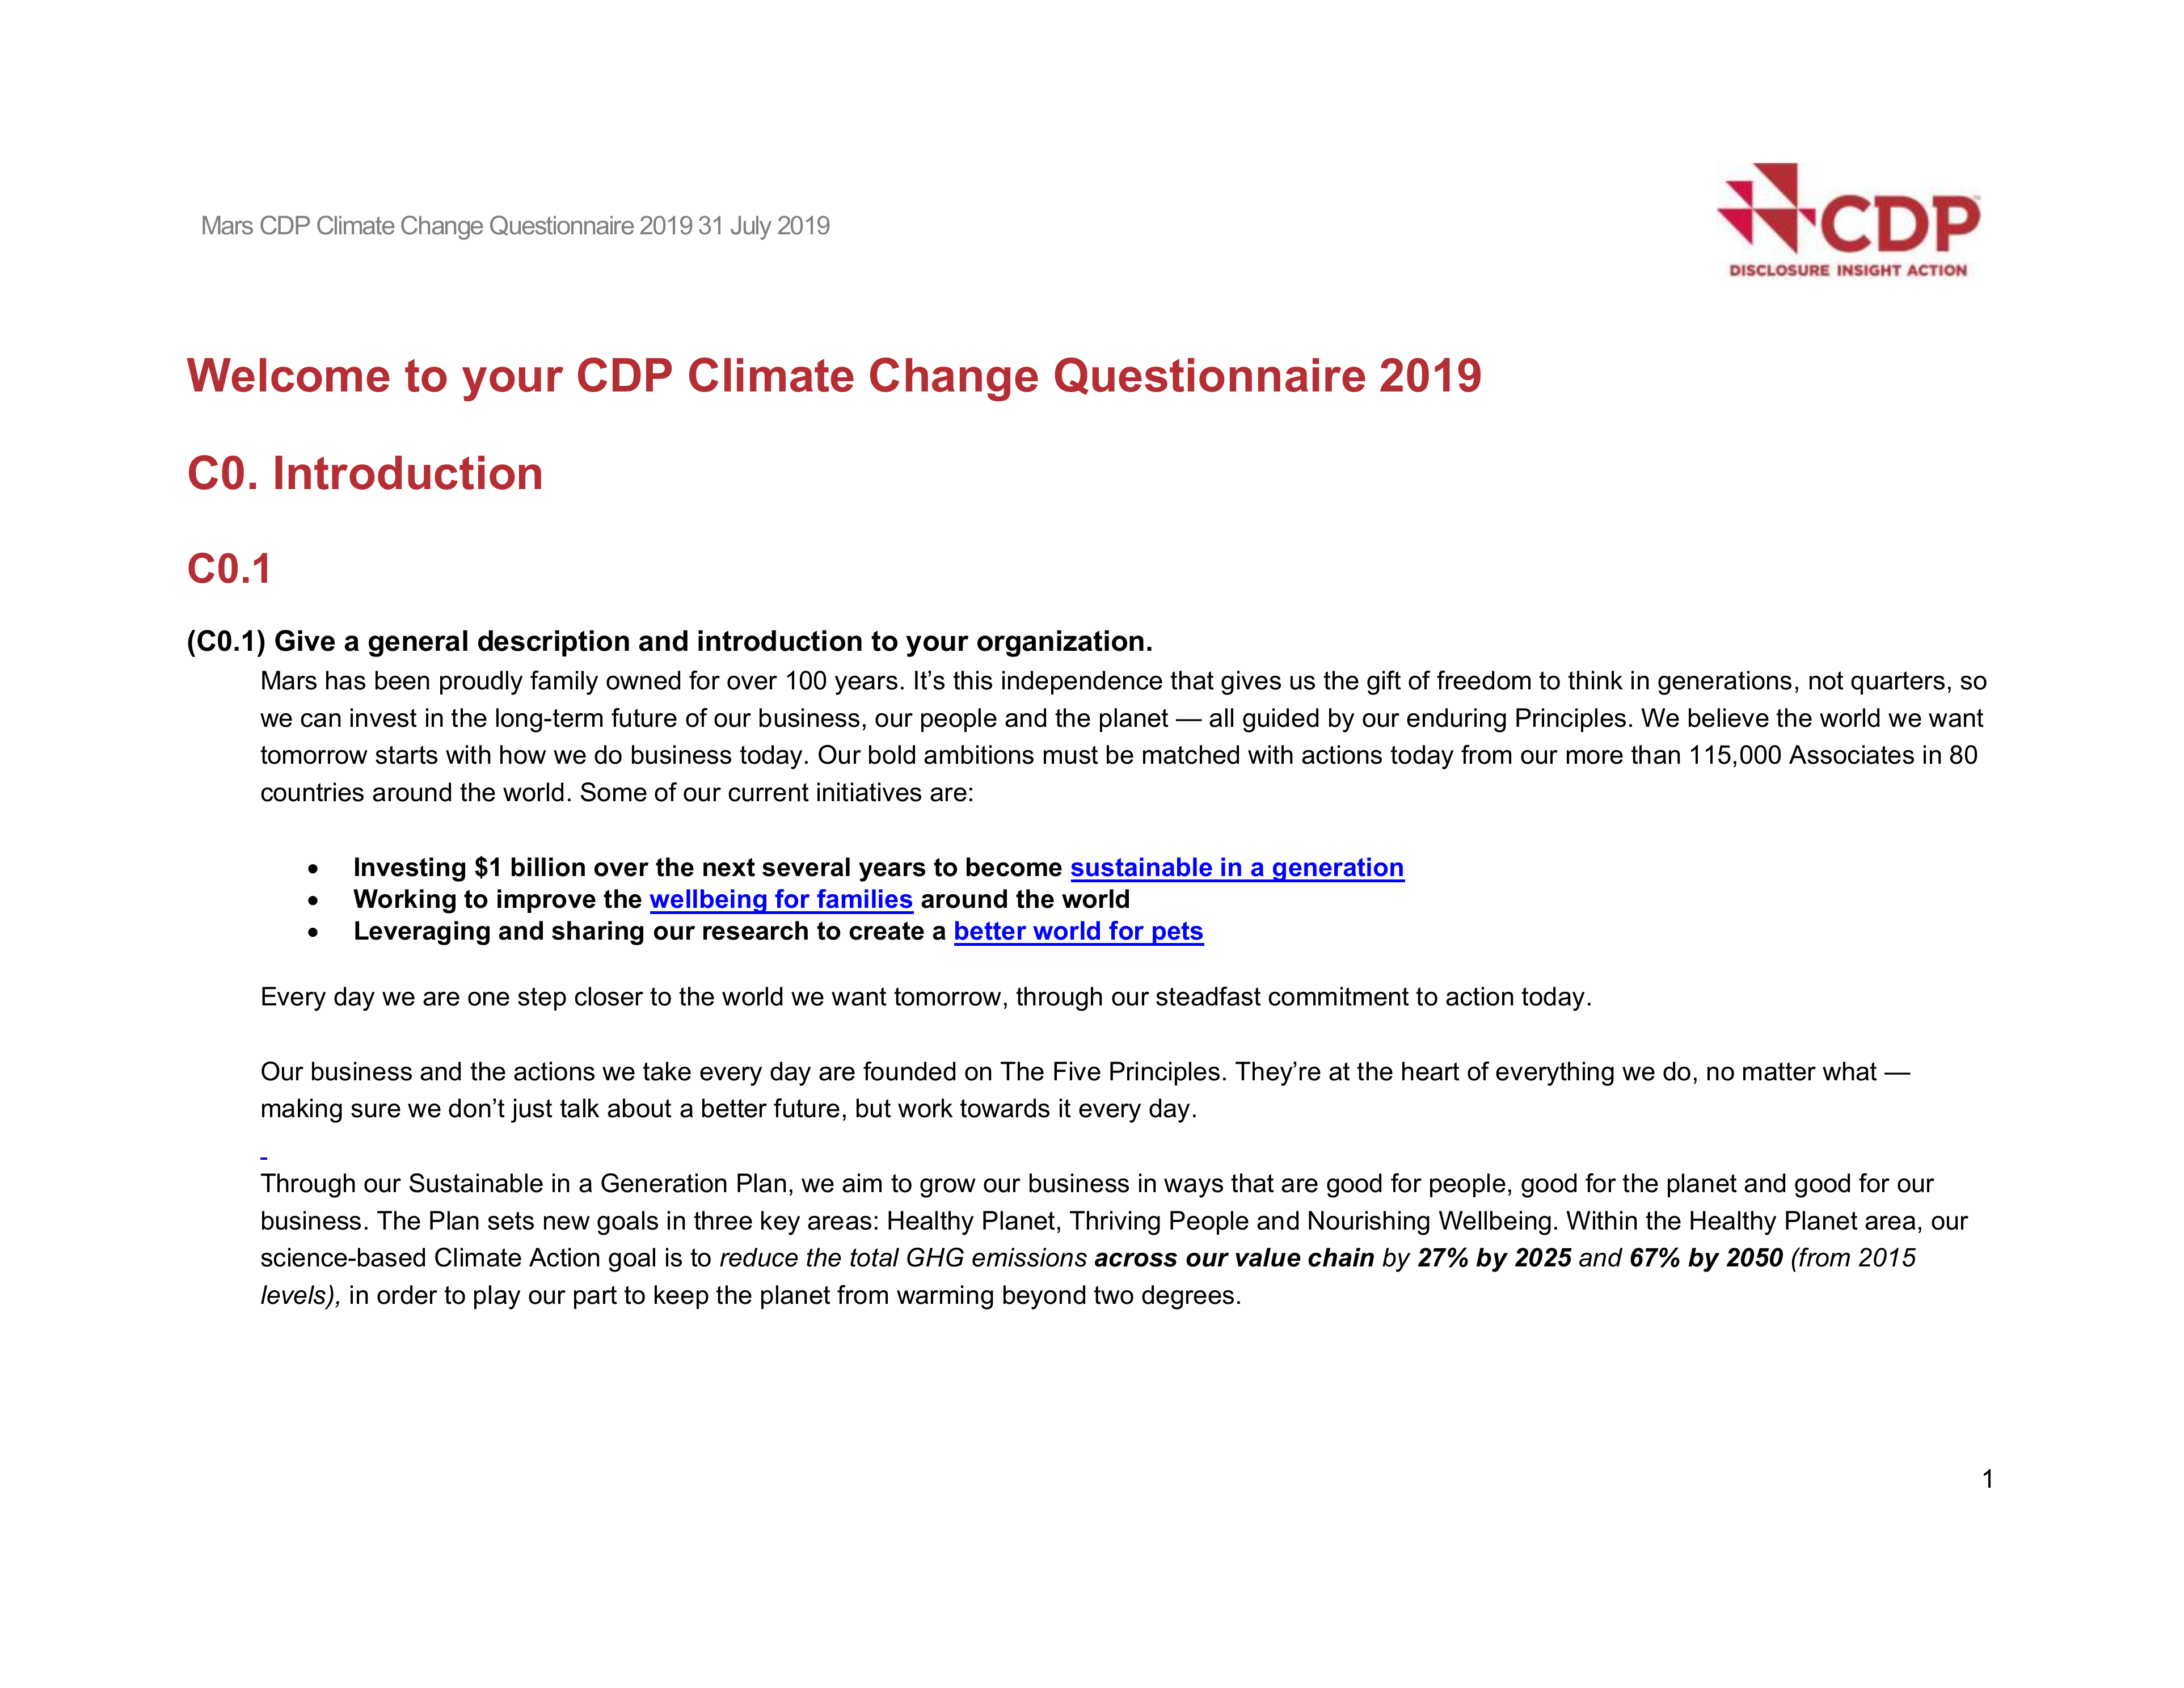 Mars CDP Climate Change Questionnaire 2019 31 July 2019
CDP
DISCLOSURE INSIGHT ACTION
Welcome to your CDP Climate Change Questionnaire 2019
C0. Introduction
C0.1
(C0.1) Give a general description and introduction to your organization.
Mars has been proudly family owned for over 100 years. It’s this independence that gives us the gift of freedom to think in generations, not quarters, so
we can invest in the long-term future of our business, our people and the planet — all guided by our enduring Principles. We believe the world we want
tomorrow starts with how we do business today. Our bold ambitions must be matched with actions today from our more than 115,000 Associates in 80
countries around the world. Some of our current initiatives are:
• Investing $1 billion over the next several years to become sustainable in a generation
• Working to improve the wellbeing for families around the world
• Leveraging and sharing our research to create a better world for pets
Every day we are one step closer to the world we want tomorrow, through our steadfast commitment to action today.
Our business and the actions we take every day are founded on The Five Principles. They’re at the heart of everything we do, no matter what —
making sure we don’t just talk about a better future, but work towards it every day.
Through our Sustainable in a Generation Plan, we aim to grow our business in ways that are good for people, good for the planet and good for our
business. The Plan sets new goals in three key areas: Healthy Planet, Thriving People and Nourishing Wellbeing. Within the Healthy Planet area, our
science-based Climate Action goal is to reduce the total GHG emissions across our value chain by 27% by 2025 and 67% by 2050 (from 2015
levels), in order to play our part to keep the planet from warming beyond two degrees.
1